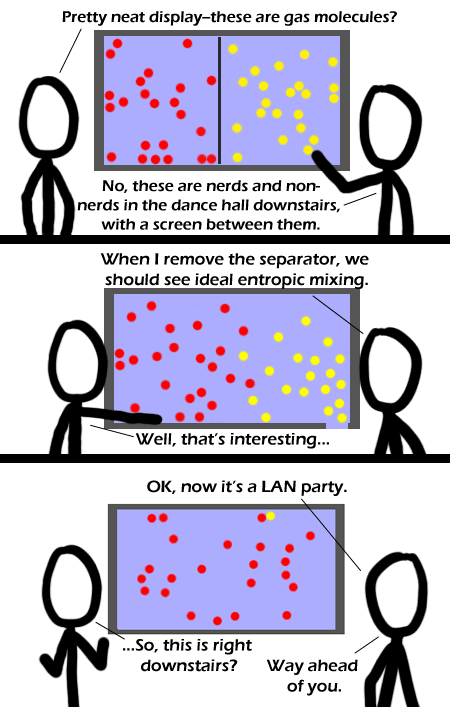 Pretty neat display–these are gas molecules?
No, these are nerds and non-
nerds in the dance hall downstairs,
with a screen between them.
When I remove the separator, we
should see ideal entropic mixing.
Well, that's interesting...
OK, now it's a LAN party.
...So, this is right
downstairs?
Way ahead
of you.